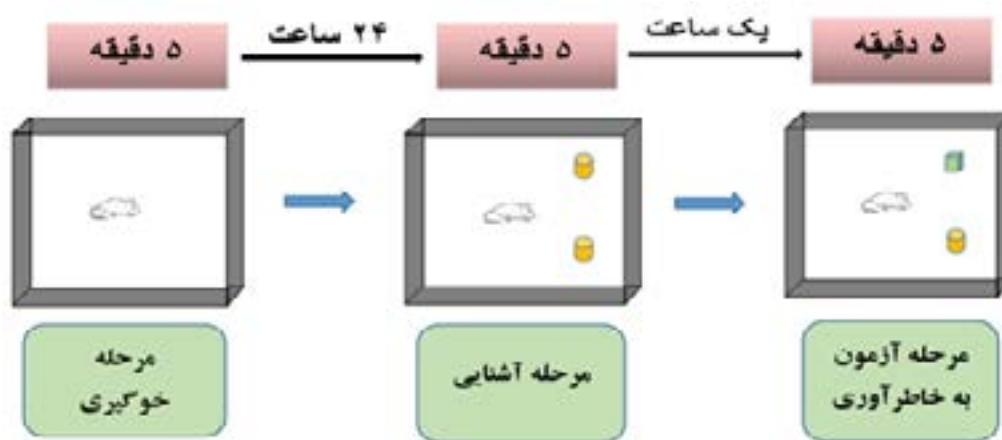 ۵ دقیقه
۲۴ ساعت
۵ دقیقه
یک ساعت
۵ دقیقه
مرحله
خوگیری
مرحله آشنایی
مرحله آزمون
به خاطرآوری